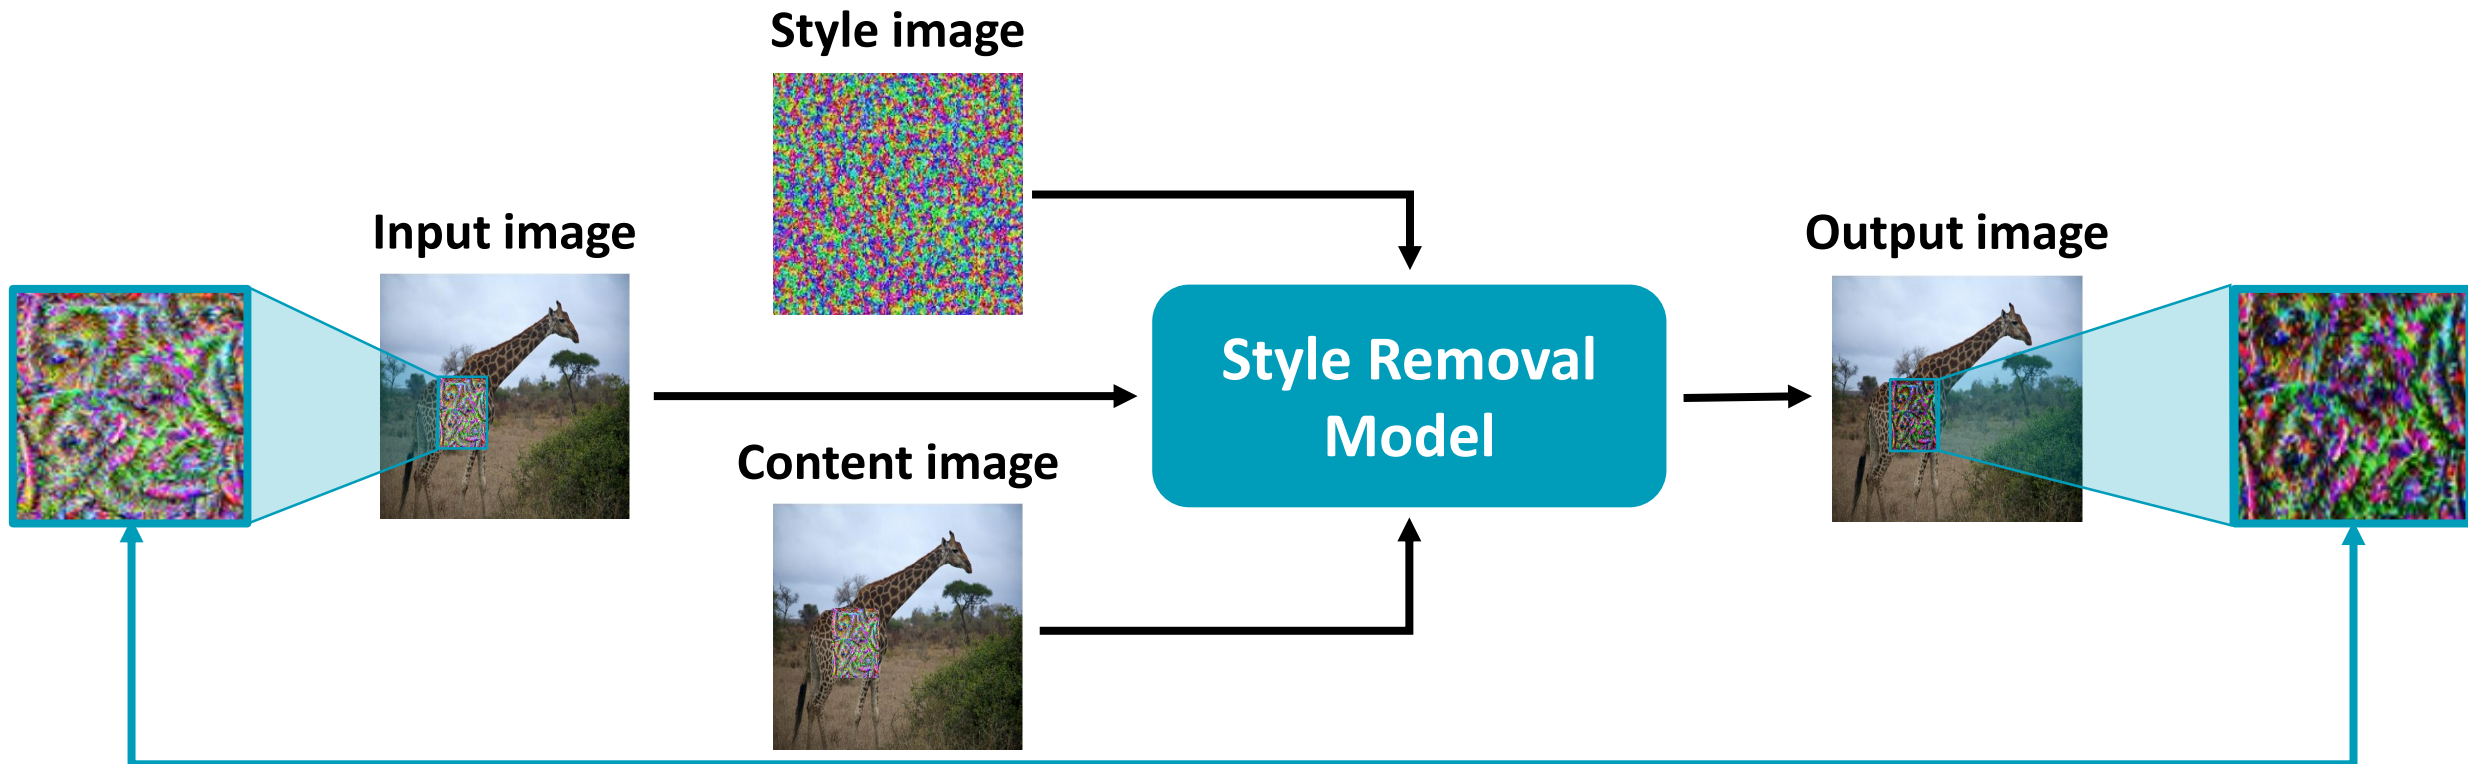 Style image
Input image
Output image
Style Removal
Model
Content image